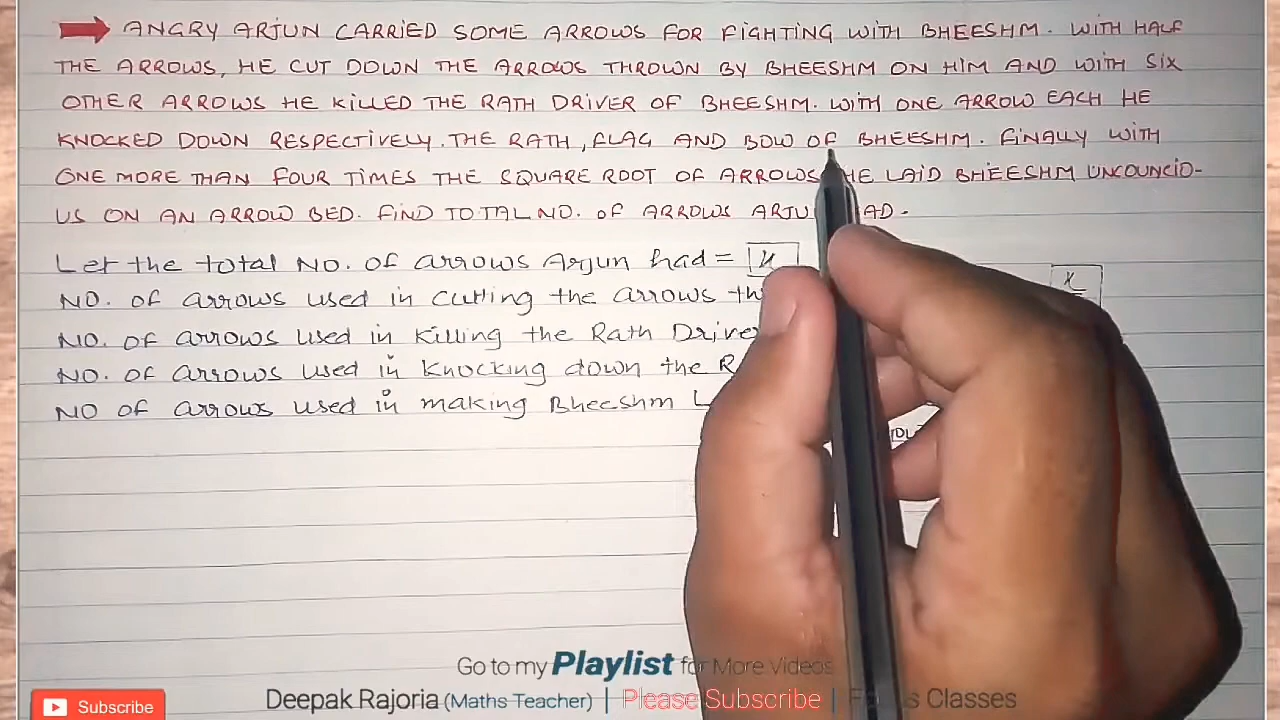 ANGRY ARJUN CARRIED SOME ARROWS FOR FIGHTING WITH BHEESHM. WITH HALF
THE ARROWS, HE CUT DOWN THE ARROWS THROWN BY BHEESHM ON HIM AND WITH SIX
OTHER ARROWS HE KILLED THE RATH DRIVER OF BHEESHM. WITH ONE ARROW EACH HE
KNOCKED DOWN RESPECTIVELY. THE RATH, FLAG AND BOW OF BHEESHM. FINALLY WITH
ONE MORE THAN FOUR TIMES THE SQUARE ROOT OF ARROWS HE LAID BHEESHM UNCOUNCIO-
US ON AN ARROW BED. FIND TOTAL NO. OF ARROWS ARJU AD.
Let the total NO. of arrows Arjun had = x
NO. of arrows used in cutting the arrows th x
NO. of arrows used in killing the Rath Drive
NO. of arrows used in knocking down the R
NO of arrows used in making Bheeshm L
Go to my Playlist for More Videos
Deepak Rajoria (Maths Teacher) | Please Subscribe | F s Classes
Subscribe